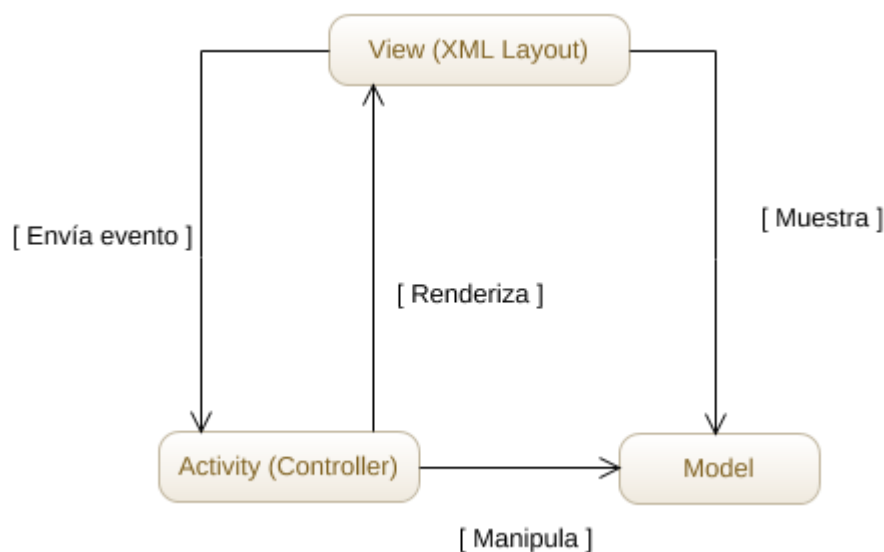 View (XML Layout)
[ Envía evento ]
[ Muestra ]
[ Renderiza ]
Activity (Controller)
Model
[ Manipula ]